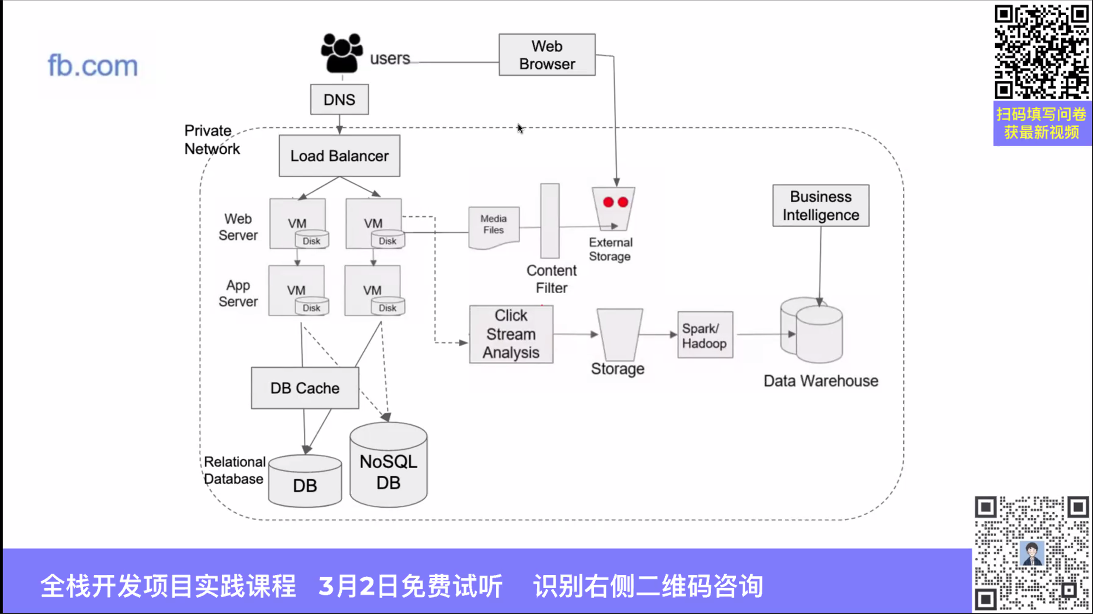 fb.com
users
Web
Browser
DNS
扫码填写问卷
获最新视频
Private
Network
Load Balancer
Web
Server
VM
Disk
VM
Disk
Media
Files
External
Storage
Content
Filter
Business
Intelligence
App
Server
VM
Disk
VM
Disk
Click
Stream
Analysis
Storage
Spark/
Hadoop
Data Warehouse
DB Cache
Relational
Database
DB
NoSQL
DB
全栈开发项目实践课程 3月2日免费试听 识别右侧二维码咨询